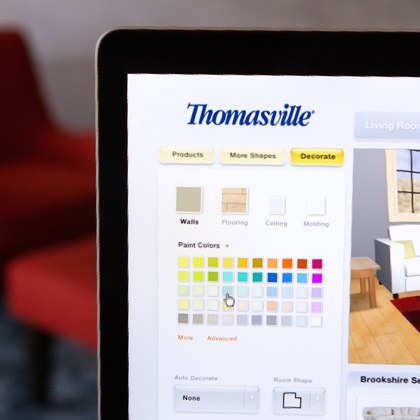 Thomasville
Living Roo
Products
More Shapes
Decorate
Walls
Flooring
Ceiling
Molding
Paint Colors
More
Advanced
Auto Decorate
Room Shape
None
Brookshire Se